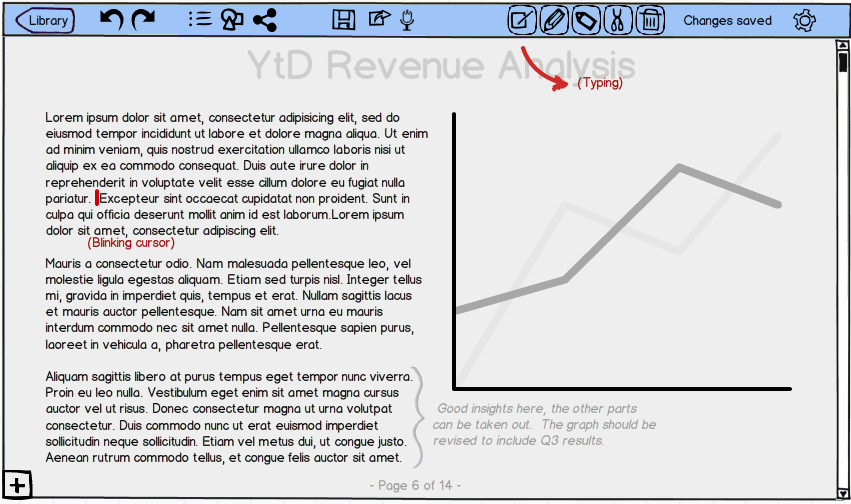 Library
Changes saved
YtD Revenue Analysis
(Typing)
Lorem ipsum dolor sit amet, consectetur adipisicing elit, sed do
eiusmod tempor incididunt ut labore et dolore magna aliqua. Ut enim
ad minim veniam, quis nostrud exercitation ullamco laboris nisi ut
aliquip ex ea commodo consequat. Duis aute irure dolor in
reprehenderit in voluptate velit esse cillum dolore eu fugiat nulla
pariatur. Excepteur sint occaecat cupidatat non proident. Sunt in
culpa qui officia deserunt mollit anim id est laborum.Lorem ipsum
dolor sit amet, consectetur adipiscing elit.
(Blinking cursor)
Mauris a consectetur odio. Nam malesuada pellentesque leo, vel
molestie ligula egestas aliquam. Etiam sed turpis nisl. Integer tellus
mi, gravida in imperdiet quis, tempus et erat. Nullam sagittis lacus
et mauris auctor pellentesque. Nam sit amet urna eu mauris
interdum commodo nec sit amet nulla. Pellentesque sapien purus,
laoreet in vehicula a, pharetra pellentesque erat.
Aliquam sagittis libero at purus tempus eget tempor nunc viverra.
Proin eu leo nulla. Vestibulum eget enim sit amet magna cursus
auctor vel ut risus. Donec consectetur magna ut urna volutpat
consectetur. Duis commodo nunc ut erat euismod imperdiet
sollicitudin neque sollicitudin. Etiam vel metus dui, ut congue justo.
Aenean rutrum commodo tellus, et congue felis auctor sit amet.
Good insights here, the other parts
can be taken out. The graph should be
revised to include Q3 results.
- Page 6 of 14 -